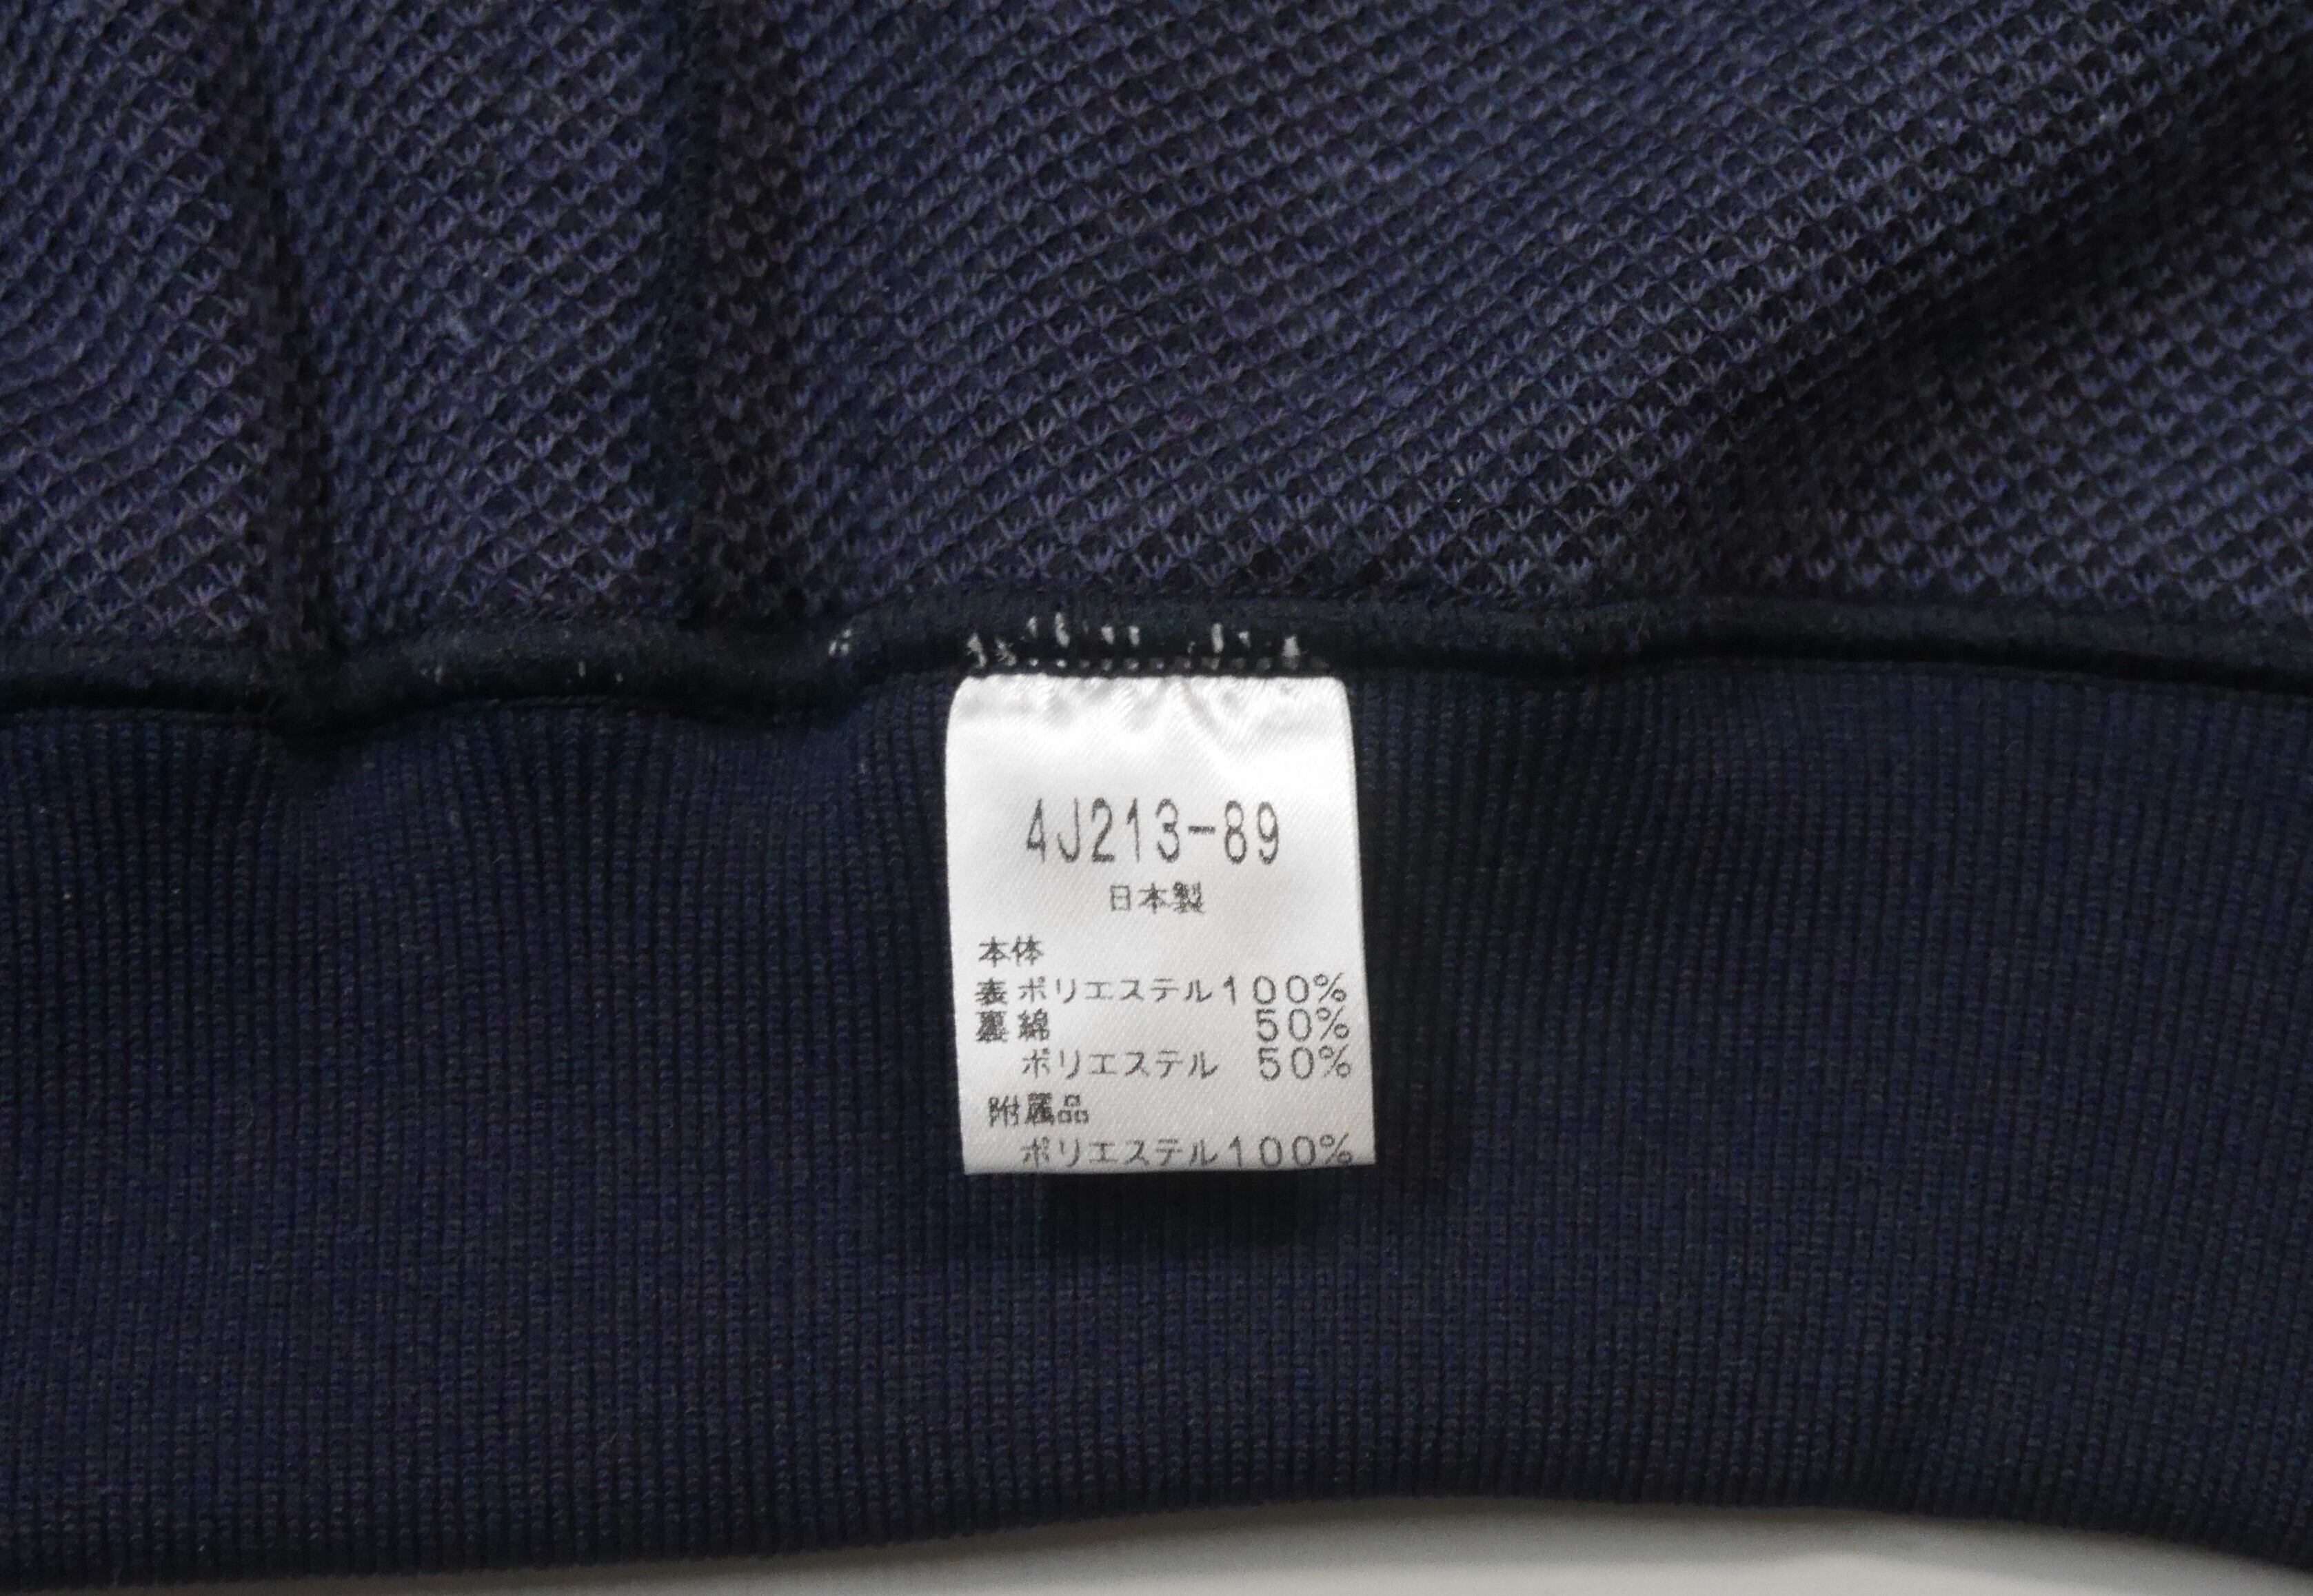 4J213-89
日本製
本体
表 ポリエステル100%
裏 綿 50%
ポリエステル 50%
附属品
ポリエステル100%